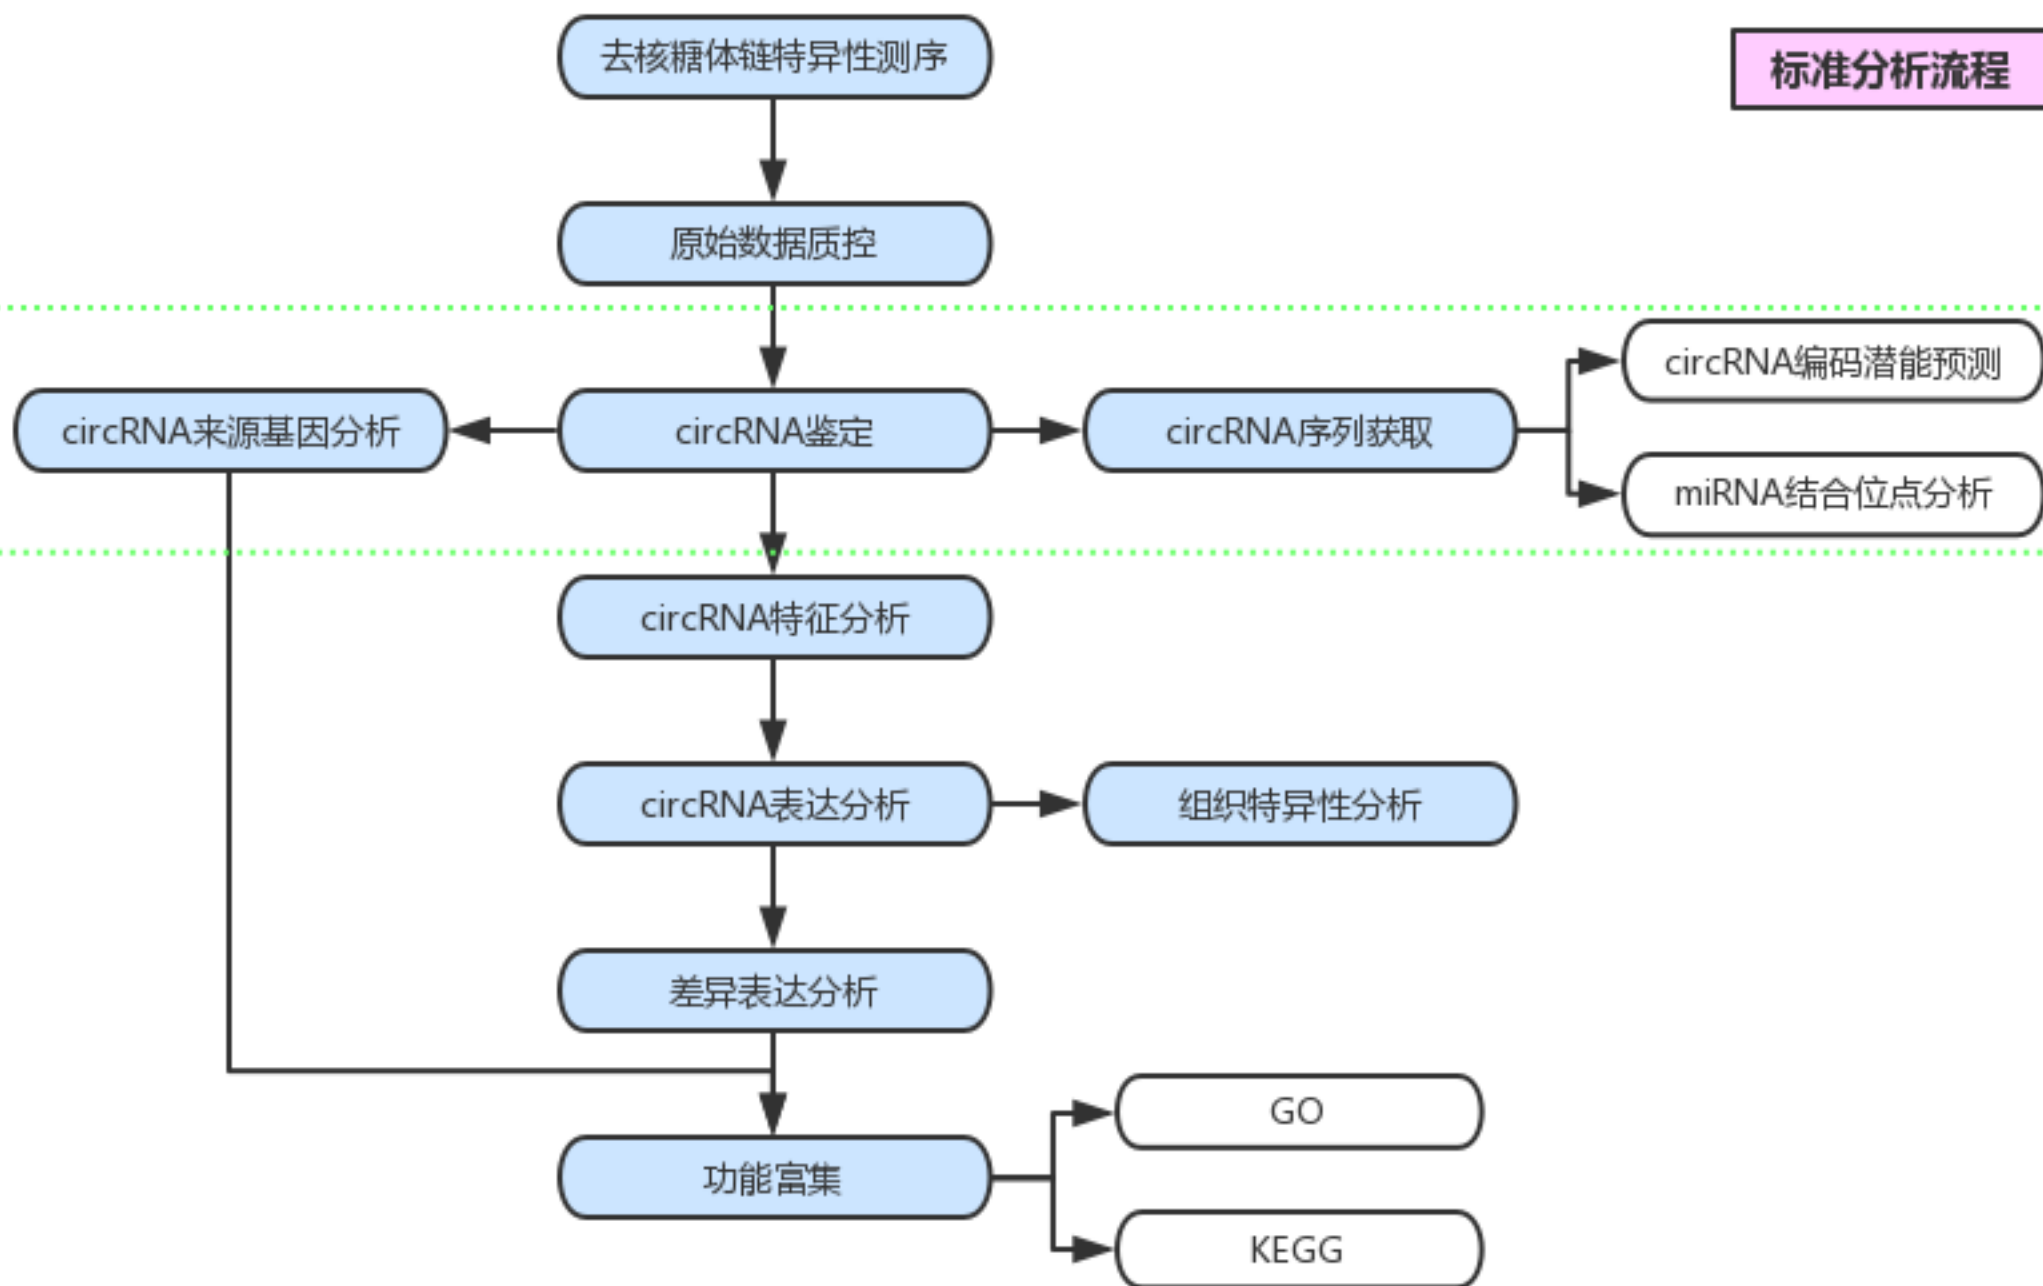 去核糖体链特异性测序
标准分析流程
原始数据质控
circRNA编码潜能预测
circRNA来源基因分析
circRNA鉴定
circRNA序列获取
miRNA结合位点分析
circRNA特征分析
circRNA表达分析
组织特异性分析
差异表达分析
GO
功能富集
KEGG